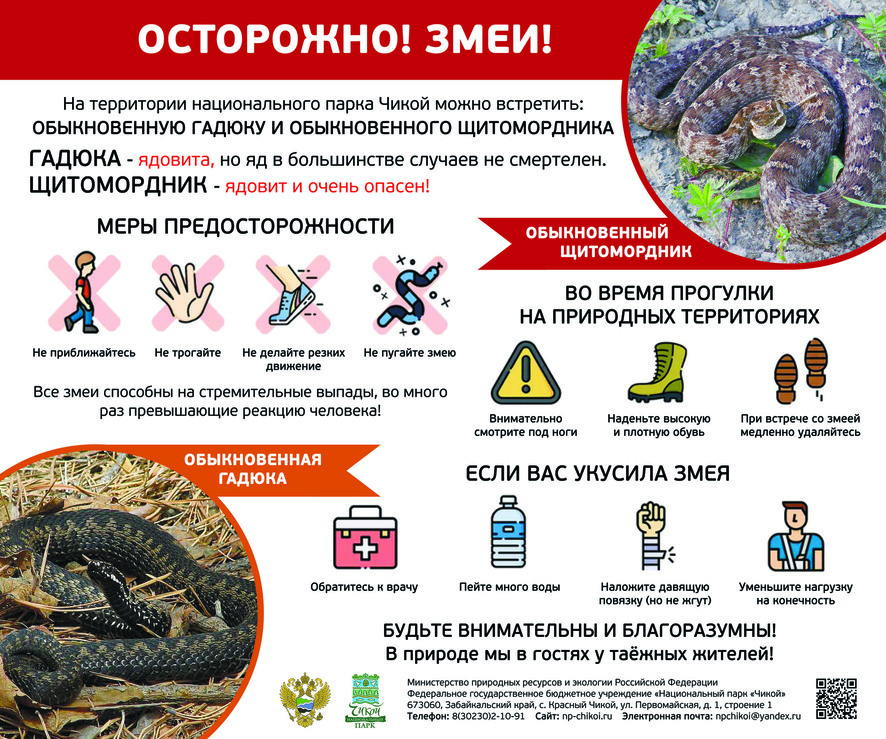 ОСТОРОЖНО! ЗМЕИ!
На территории национального парка Чикой можно встретить:
ОБЫКНОВЕННУЮ ГАДЮКУ И ОБЫКНОВЕННОГО ЩИТОМОРДНИКА
ГАДЮКА - ядовита, но яд в большинстве случаев не смертелен.
ЩИТОМОРДНИК - ядовит и очень опасен!
МЕРЫ ПРЕДОСТОРОЖНОСТИ
Не приближайтесь
Не трогайте
Не делайте резких
движение
Не пугайте змею
Все змеи способны на стремительные выпады, во много
раз превышающие реакцию человека!
ОБЫКНОВЕННЫЙ
ЩИТОМОРДНИК
ВО ВРЕМЯ ПРОГУЛКИ
НА ПРИРОДНЫХ ТЕРРИТОРИЯХ
Внимательно
смотрите под ноги
Наденьте высокую
и плотную обувь
При встрече со змеей
медленно удаляйтесь
ОБЫКНОВЕННАЯ
ГАДЮКА
ЕСЛИ ВАС УКУСИЛА ЗМЕЯ
Обратитесь к врачу
Пейте много воды
Наложите давящую
повязку (но не жгут)
Уменьшите нагрузку
на конечность
БУДЬТЕ ВНИМАТЕЛЬНЫ И БЛАГОРАЗУМНЫ!
В природе мы в гостях у таёжных жителей!
Чикой
НАЦИОНАЛЬНЫЙ
ПАРК
Министерство природных ресурсов и экологии Российской Федерации
Федеральное государственное бюджетное учреждение «Национальный парк «Чикой»
673060, Забайкальский край, с. Красный Чикой, ул. Первомайская, д. 1, строение 1
Телефон: 8(30230)2-10-91 Сайт: np-chikoi.ru Электронная почта: npchikoi@yandex.ru